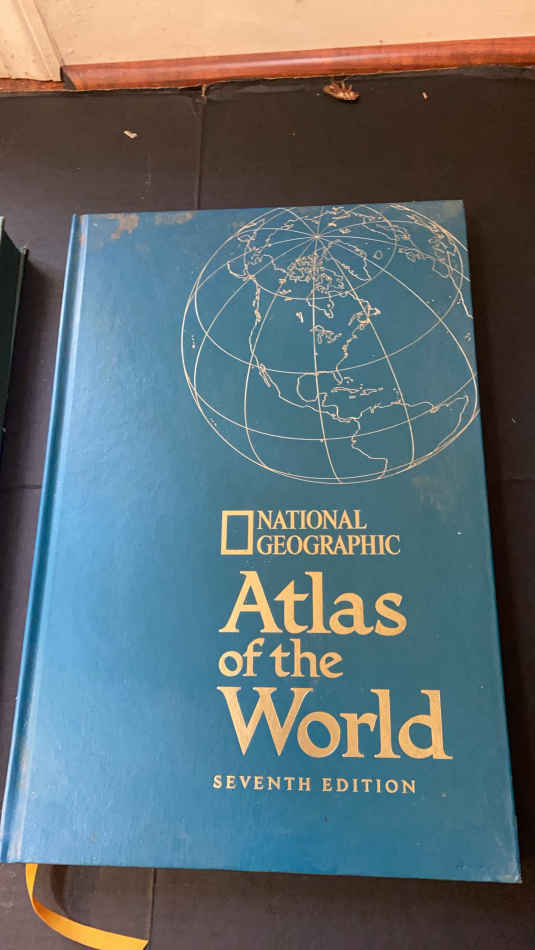 NATIONAL
GEOGRAPHIC
Atlas
of the
World
SEVENTH EDITION